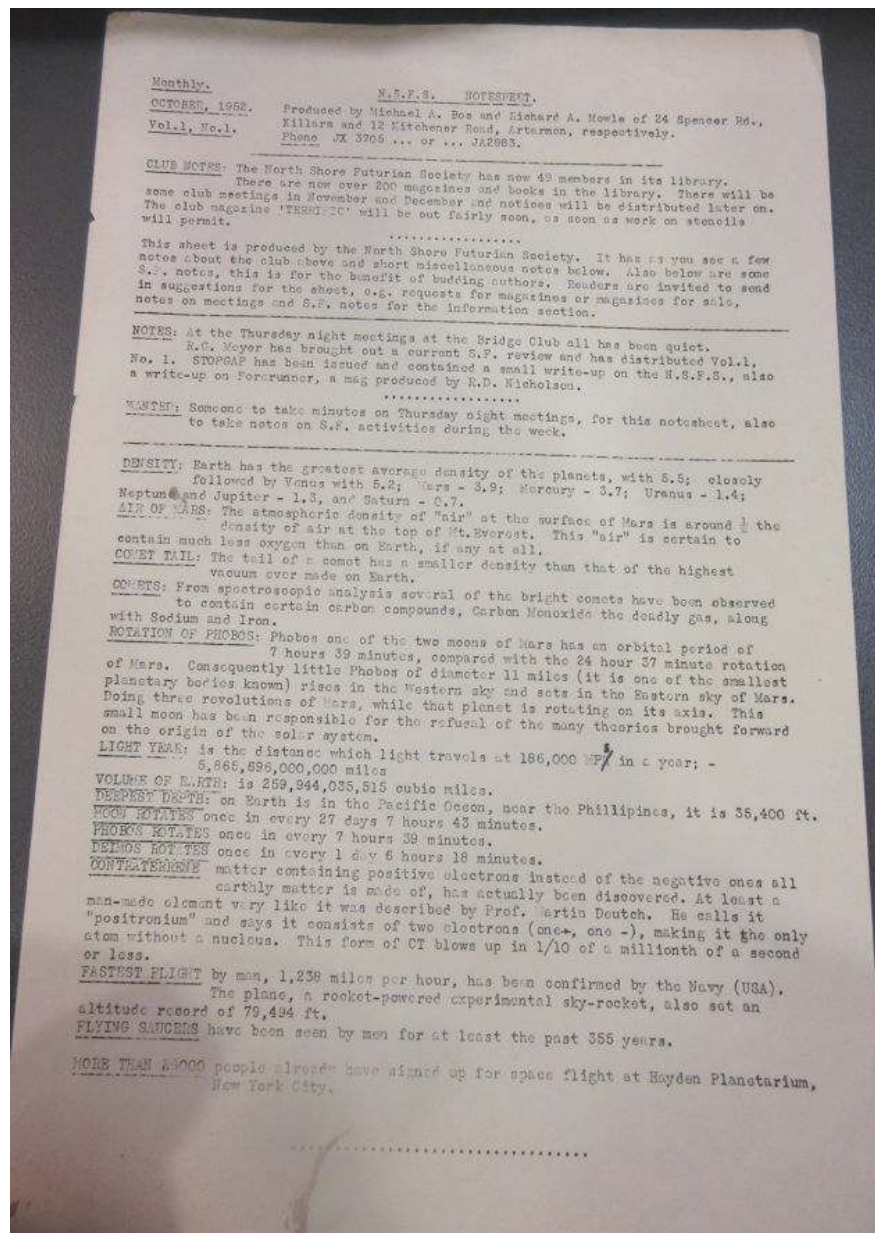 Monthly.
N.S.F.S. NOTESHEET.
OCTOBER, 1952.
Produced by Michael A. Bos and Richard A. Mowle of 24 Spencer Rd.,
Vol.1, No.1.
Killara and 12 Kitchener Road, Artarmon, respectively.
Phone JX 3705 ... or ... JA2983.
CLUB NOTES: The North Shore Futurian Society has now 49 members in its library.
There are now over 200 magazines and books in the library. There will be
some club meetings in November and December and notices will be distributed later on.
The club magazine 'TERRIFIC' will be out fairly soon, as soon as work on stencils
will permit.
..................
This sheet is produced by the North Shore Futurian Society. It has as you see a few
notes about the club above and short miscellaneous notes below. Also below are some
S.F. notes, this is for the benefit of budding authors. Readers are invited to send
in suggestions for the sheet, e.g. requests for magazines or magazines for sale,
notes on meetings and S.F. notes for the information section.
NOTES: At the Thursday night meetings at the Bridge Club all has been quiet.
R.G. Meyer has brought out a current S.F. review and has distributed Vol.1,
No. 1. STOPGAP has been issued and contained a small write-up on the N.S.F.S., also
a write-up on Forerunner, a mag produced by R.D. Nicholson.
..................
WANTED: Someone to take minutes on Thursday night meetings, for this notesheet, also
to take notes on S.F. activities during the week.
DENSITY: Earth has the greatest average density of the planets, with 5.5; closely
followed by Venus with 5.2; Mars - 3.9; Mercury - 3.7; Uranus - 1.4;
Neptune and Jupiter - 1.3, and Saturn - 0.7.
AIR OF MARS: The atmospheric density of "air" at the surface of Mars is around ½ the
density of air at the top of Mt.Everest. This "air" is certain to
contain much less oxygen than on Earth, if any at all.
COMET TAIL: The tail of a comet has a smaller density than that of the highest
vacuum ever made on Earth.
COMETS: From spectroscopic analysis several of the bright comets have been observed
to contain certain carbon compounds, Carbon Monoxide the deadly gas, along
with Sodium and Iron.
ROTATION OF PHOBOS: Phobos one of the two moons of Mars has an orbital period of
7 hours 39 minutes, compared with the 24 hour 37 minute rotation
of Mars. Consequently little Phobos of diameter 11 miles (it is one of the smallest
planetary bodies known) rises in the Western sky and sets in the Eastern sky of Mars.
Doing three revolutions of Mars, while that planet is rotating on its axis. This
small moon has been responsible for the refusal of the many theories brought forward
on the origin of the solar system.
LIGHT YEAR: is the distance which light travels at 186,000 MPS in a year; -
5,865,696,000,000 miles
VOLUME OF EARTH: is 259,944,035,515 cubic miles.
DEEPEST DEPTH: on Earth is in the Pacific Ocean, near the Phillipines, it is 35,400 ft.
MOON ROTATES once in every 27 days 7 hours 43 minutes.
PHOBOS ROTATES once in every 7 hours 39 minutes.
DEIMOS ROTATES once in every 1 day 6 hours 18 minutes.
CONTRATERRENE matter containing positive electrons instead of the negative ones all
earthly matter is made of, has actually been discovered. At least a
man-made element very like it was described by Prof. Martin Deutch. He calls it
"positronium" and says it consists of two electrons (one+, one -), making it the only
atom without a nucleus. This form of CT blows up in 1/10 of a millionth of a second
or less.
FASTEST FLIGHT by man, 1,238 miles per hour, has been confirmed by the Navy (USA).
The plane, a rocket-powered experimental sky-rocket, also set an
altitude record of 79,494 ft.
FLYING SAUCERS have been seen by men for at least the past 355 years.
MORE THAN people already have signed up for space flight at Hayden Planetarium,
New York City.
..................................